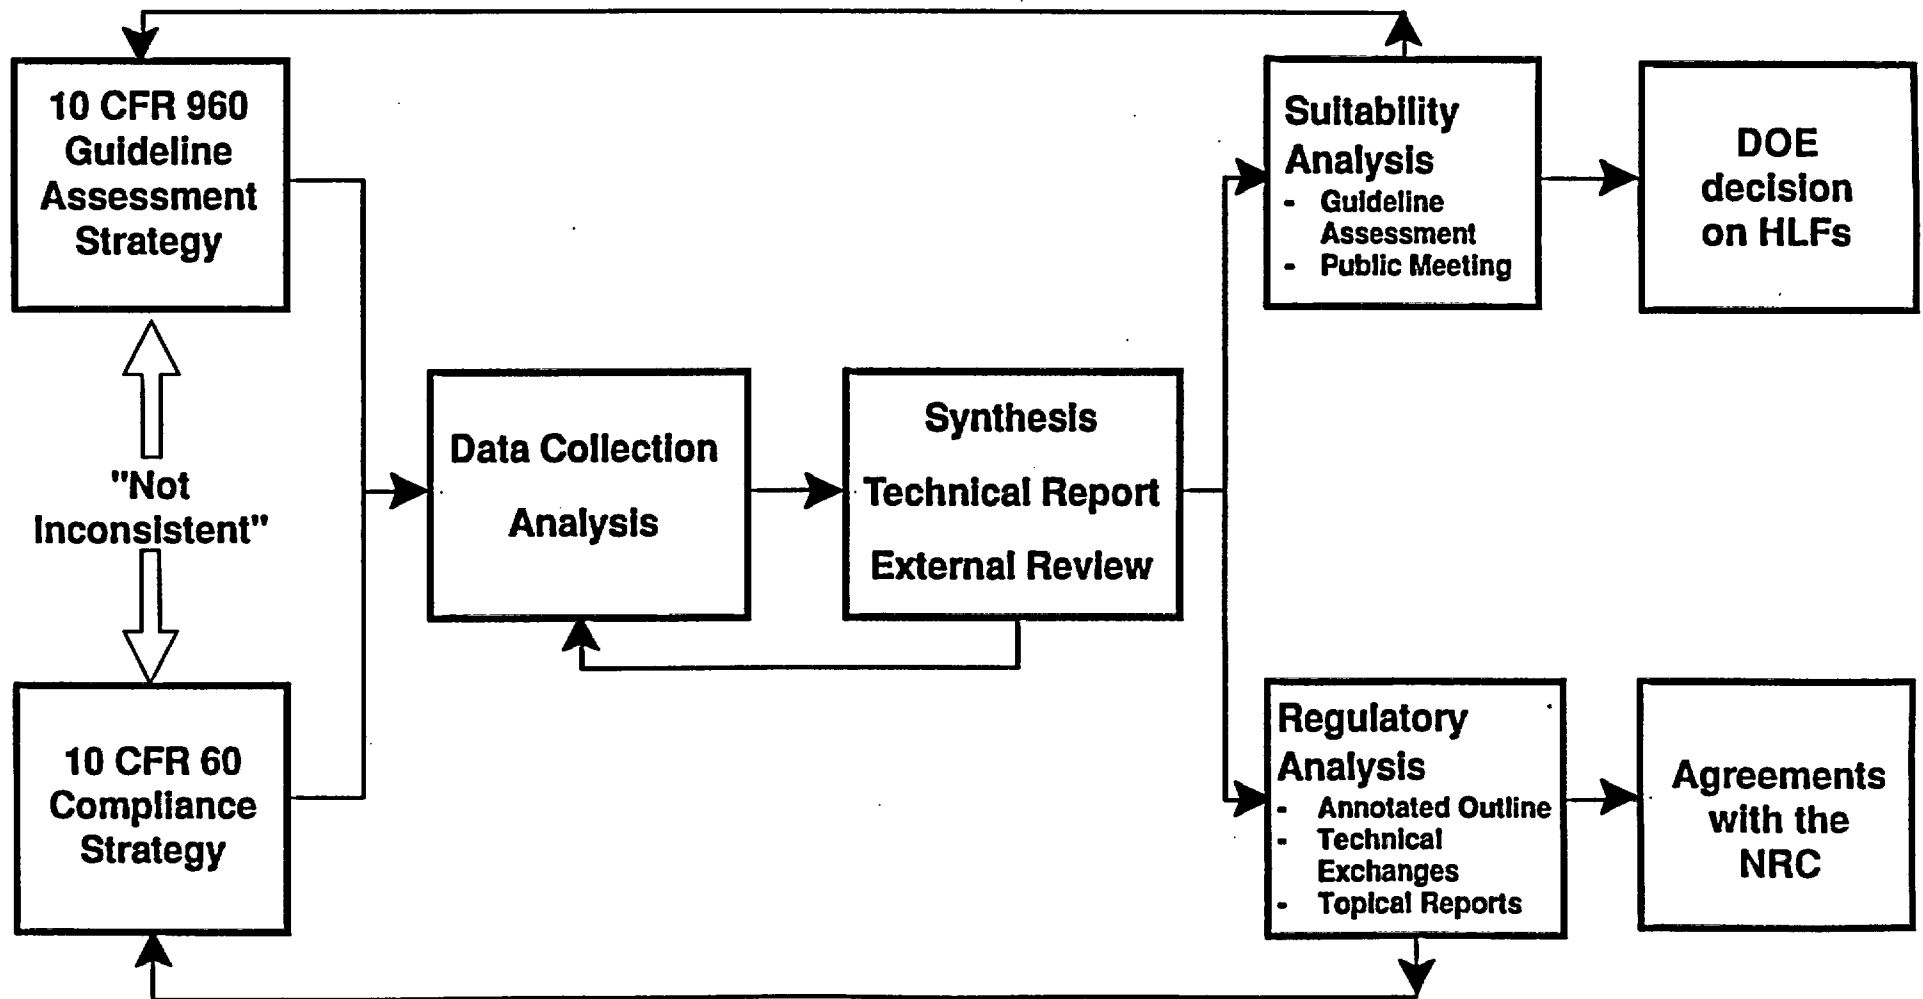 10 CFR 960
Guideline
Assessment
Strategy
"Not
Inconsistent"
10 CFR 60
Compliance
Strategy
Data Collection
Analysis
Synthesis
Technical Report
External Review
Suitability
Analysis
- Guideline
Assessment
- Public Meeting
DOE
decision
on HLFs
Regulatory
Analysis
- Annotated Outline
- Technical
Exchanges
- Topical Reports
Agreements
with the
NRC